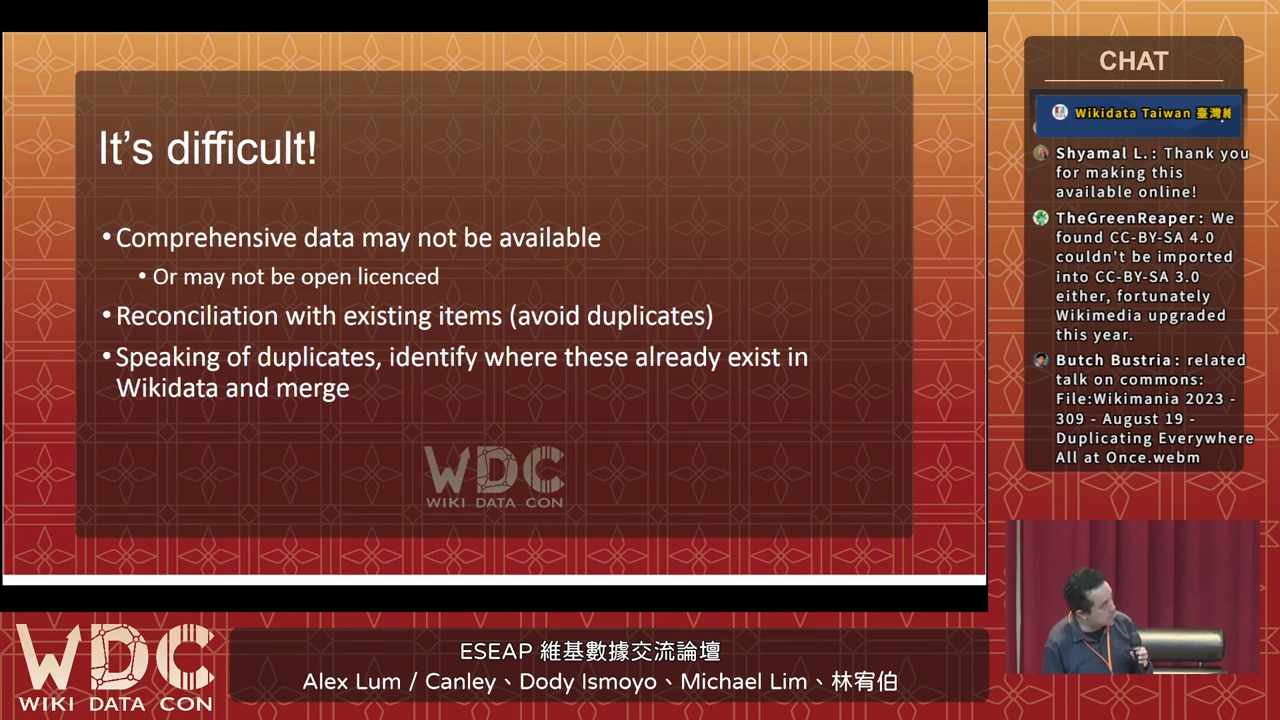 It's difficult!
• Comprehensive data may not be available
• Or may not be open licenced
• Reconciliation with existing items (avoid duplicates)
• Speaking of duplicates, identify where these already exist in
Wikidata and merge
WDC
WIKI DATA CON
CHAT
Wikidata Taiwan 臺灣維
Shyamal L.: Thank you
for making this
available online!
TheGreenReaper: We
found CC-BY-SA 4.0
couldn't be imported
into CC-BY-SA 3.0
either, fortunately
Wikimedia upgraded
this year.
Butch Bustria: related
talk on commons:
File:Wikimania 2023 -
309 - August 19 -
Duplicating Everywhere
All at Once.webm
WDC
WIKI DATA CON
ESEAP 維基數據交流論壇
Alex Lum / Canley、Dody Ismoyo、Michael Lim、林宥伯